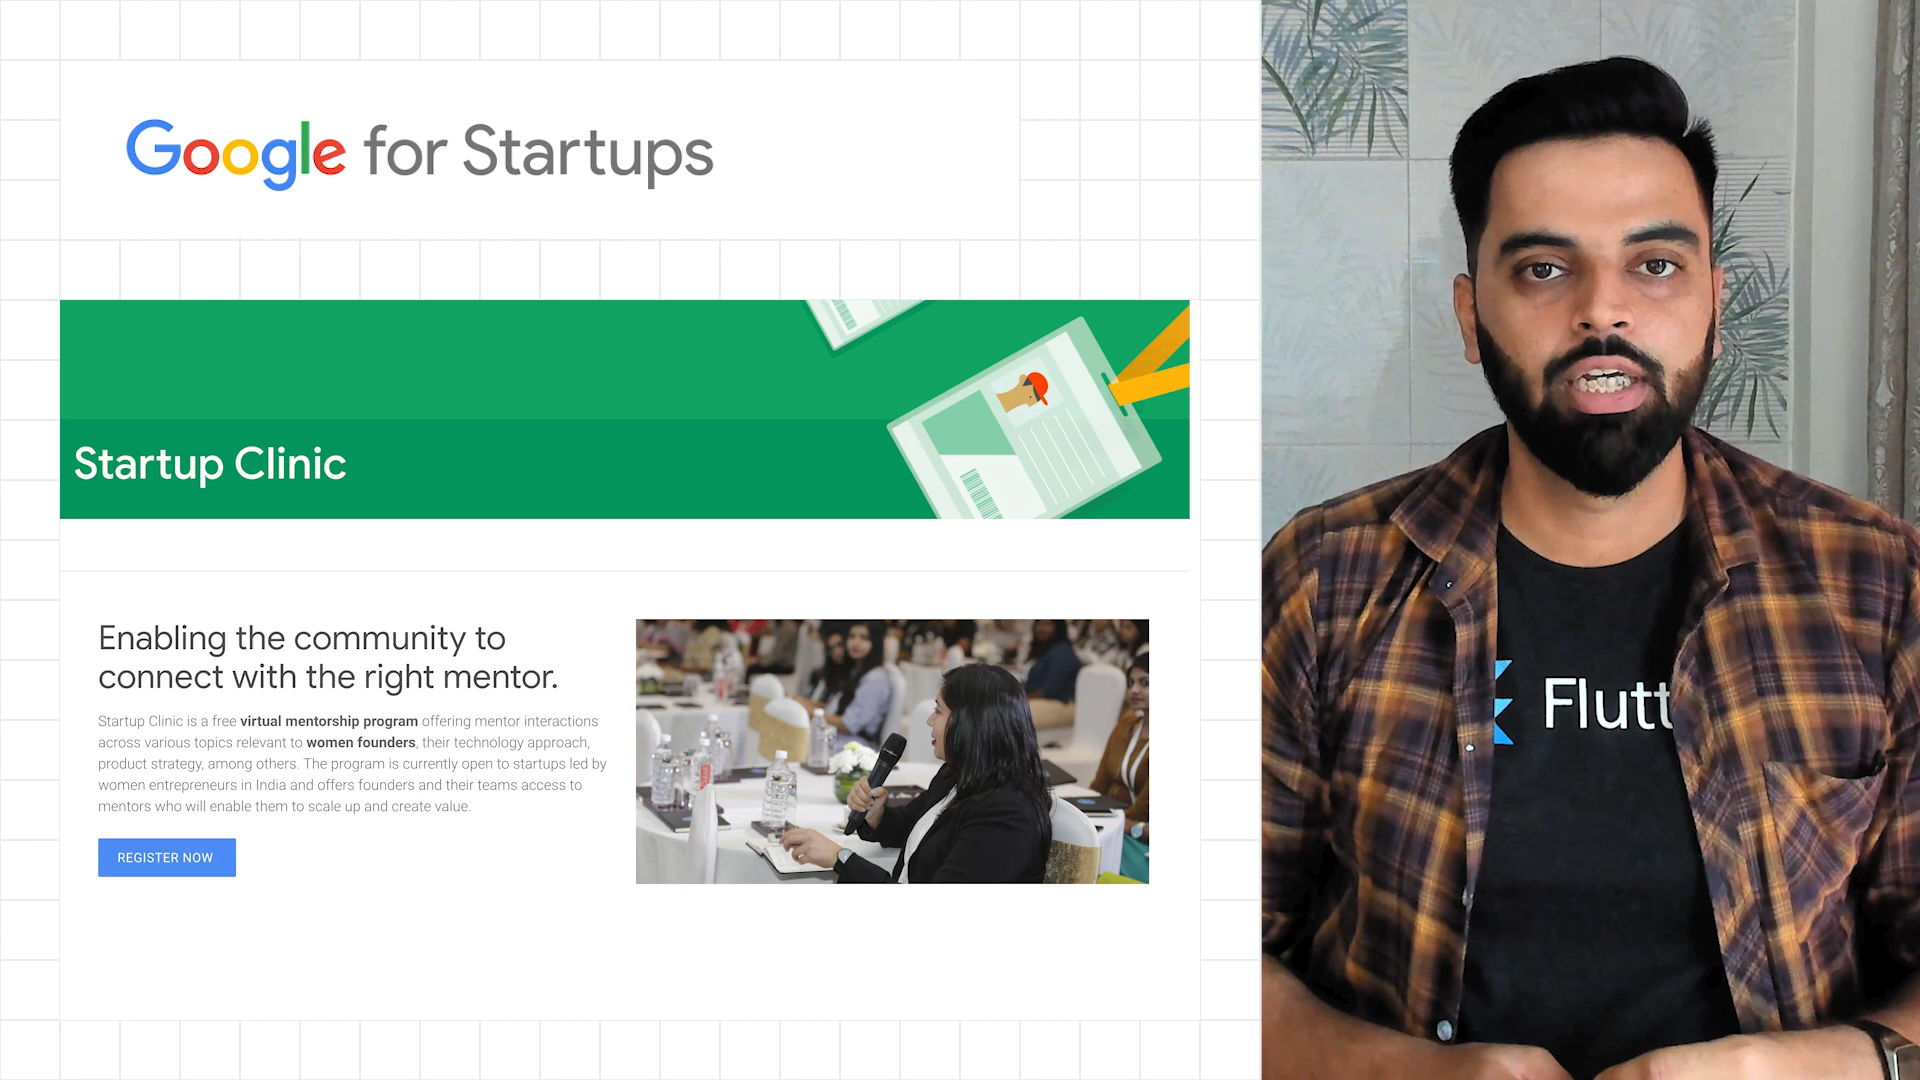 Google for Startups
Startup Clinic
Enabling the community to
connect with the right mentor.
Startup Clinic is a free virtual mentorship program offering mentor interactions
across various topics relevant to women founders, their technology approach,
product strategy, among others. The program is currently open to startups led by
women entrepreneurs in India and offers founders and their teams access to
mentors who will enable them to scale up and create value.
REGISTER NOW
Flutt